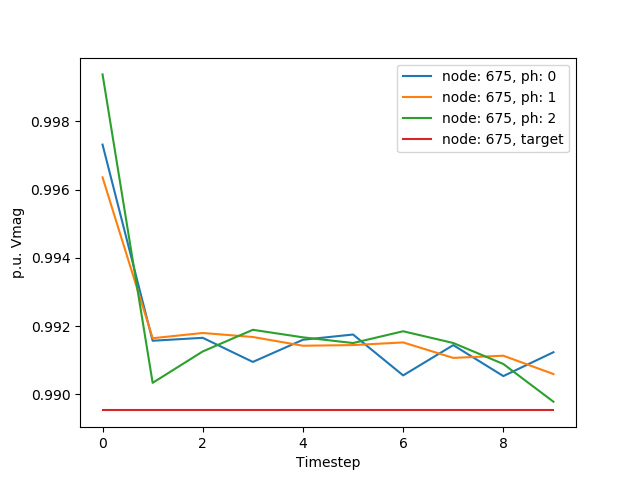 node: 675, ph: 0
node: 675, ph: 1
node: 675, ph: 2
node: 675, target
0.998
0.996
0.994
0.992
0.990
p.u. Vmag
0 2 4 6 8
Timestep